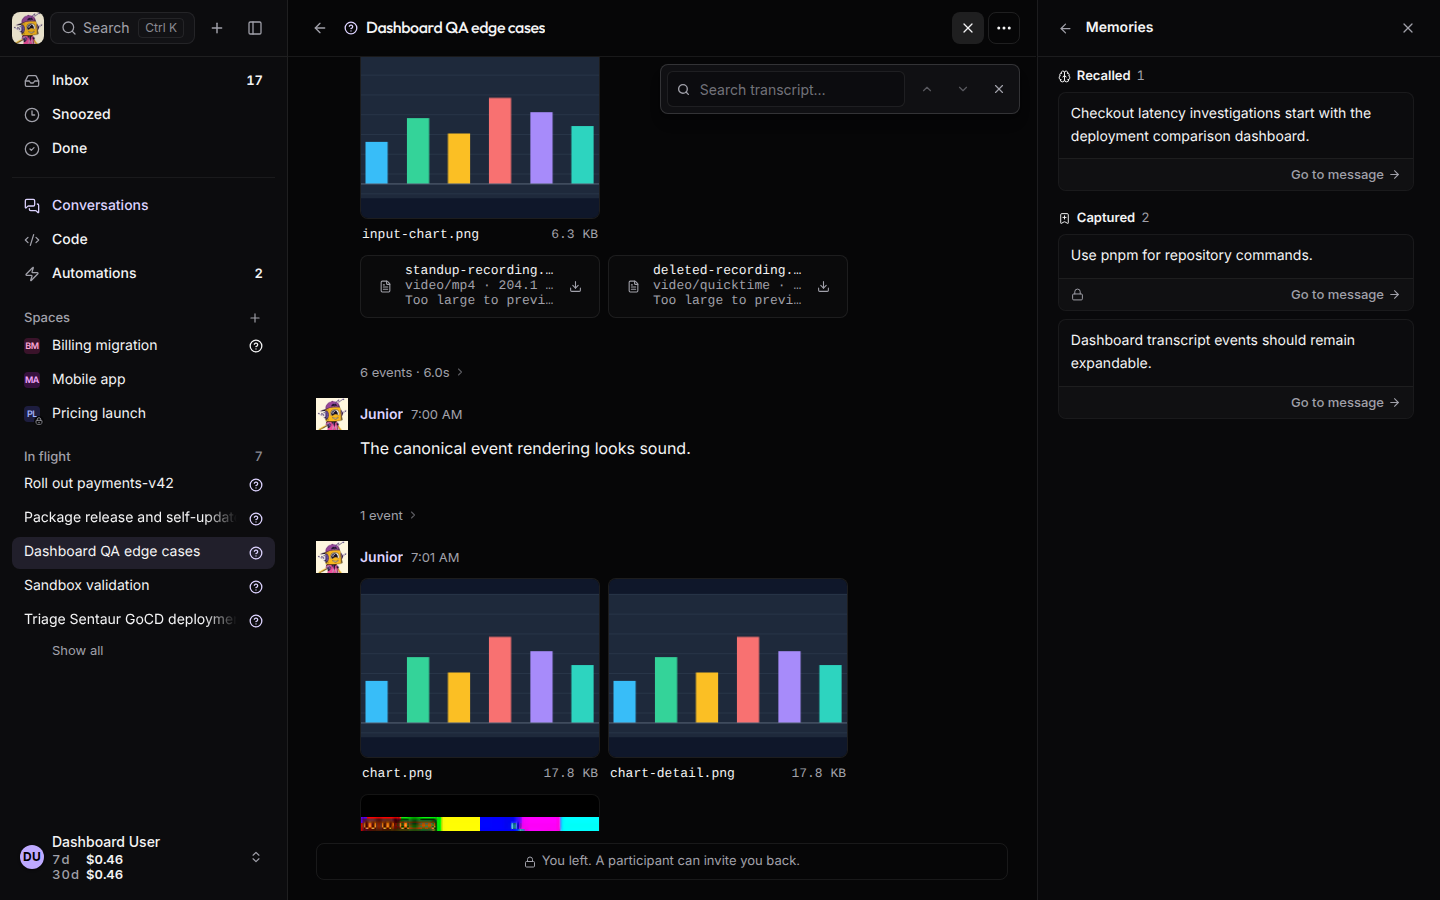 Search Ctrl K
Inbox 17
Snoozed
Done
Conversations
Code
Automations 2
Spaces
BM Billing migration
MA Mobile app
PL Pricing launch
In flight 7
Roll out payments-v42
Package release and self-updat
Dashboard QA edge cases
Sandbox validation
Triage Sentaur GoCD deployme
Show all
DU Dashboard User
7d $0.46
30d $0.46
Dashboard QA edge cases
Search transcript...
input-chart.png 6.3 KB
standup-recording.…
video/mp4 · 204.1 …
Too large to previ…
deleted-recording.…
video/quicktime · …
Too large to previ…
6 events · 6.0s
Junior 7:00 AM
The canonical event rendering looks sound.
1 event
Junior 7:01 AM
chart.png 17.8 KB
chart-detail.png 17.8 KB
You left. A participant can invite you back.
Memories
Recalled 1
Checkout latency investigations start with the
deployment comparison dashboard.
Go to message
Captured 2
Use pnpm for repository commands.
Go to message
Dashboard transcript events should remain
expandable.
Go to message